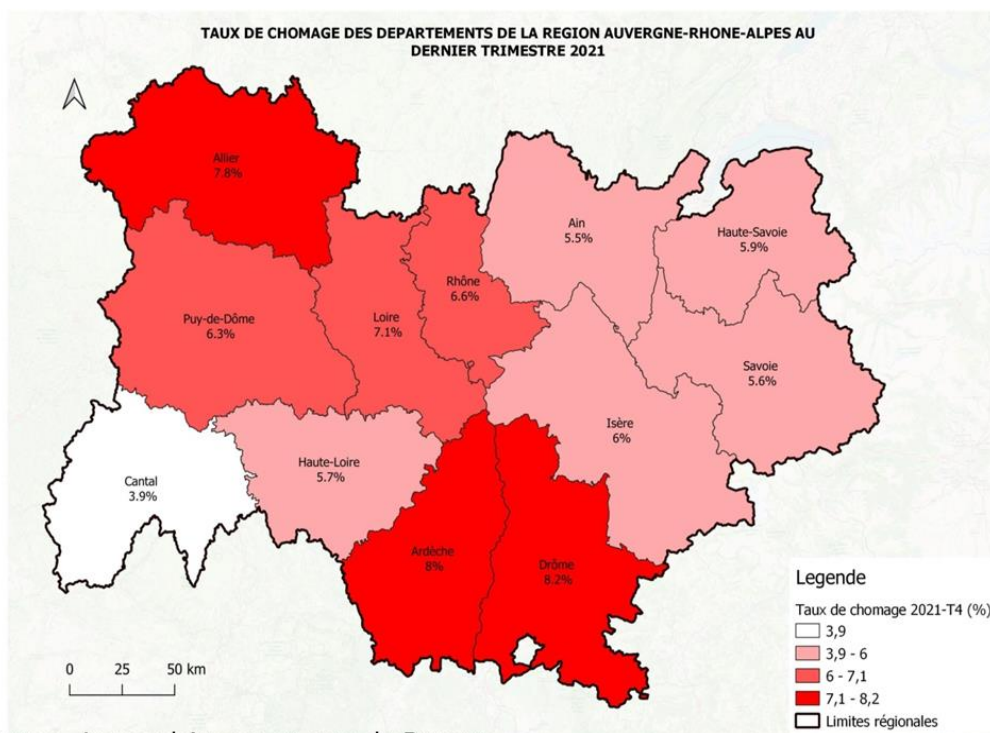 TAUX DE CHOMAGE DES DEPARTEMENTS DE LA REGION AUVERGNE-RHONE-ALPES AU
DERNIER TRIMESTRE 2021
Allier
7.8%
Ain
5.5%
Haute-Savoie
5.9%
Rhône
6.6%
Puy-de-Dôme
6.3%
Loire
7.1%
Savoie
5.6%
Isère
6%
Haute-Loire
5.7%
Cantal
3.9%
Ardèche
8%
Drôme
8.2%
0 25 50 km
Legende
Taux de chomage 2021-T4 (%)
3,9
3,9 - 6
6 - 7,1
7,1 - 8,2
Limites régionales